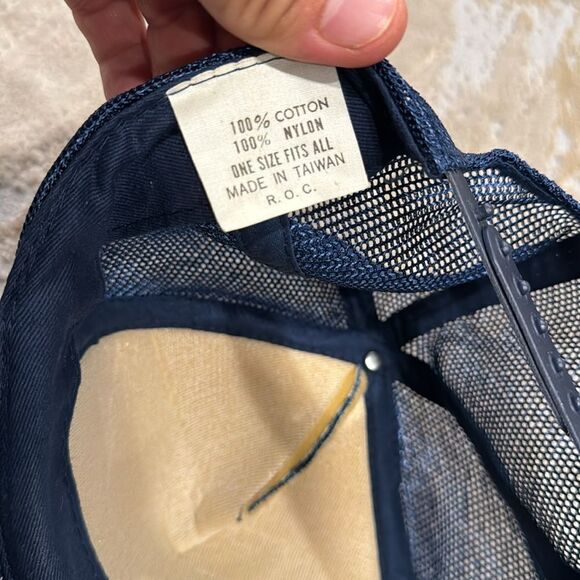 100% COTTON
100% NYLON
ONE SIZE FITS ALL
MADE IN TAIWAN
R. O. C.